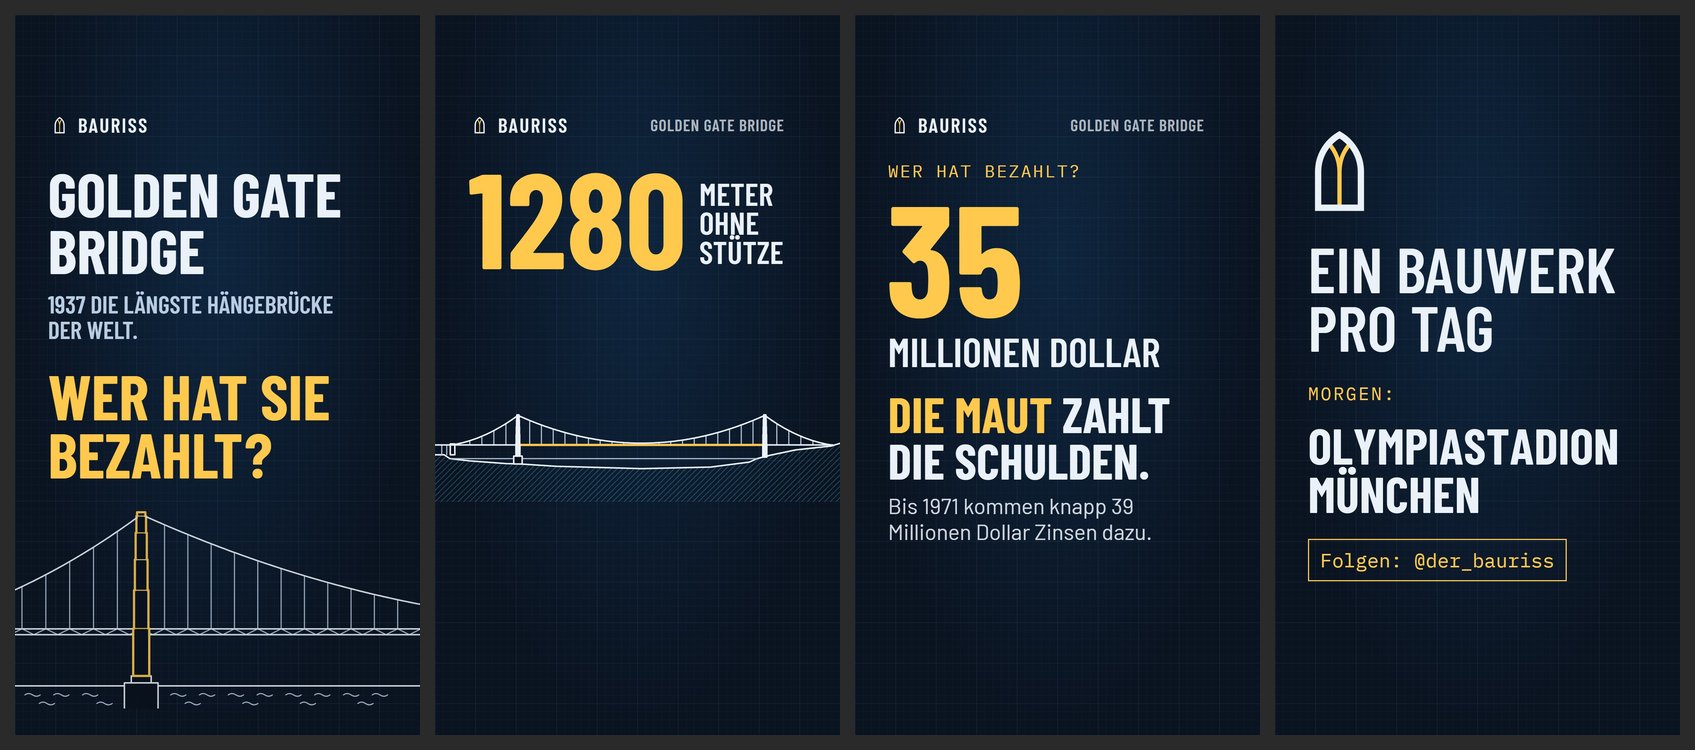 BAURISS
GOLDEN GATE
BRIDGE
1937 DIE LÄNGSTE HÄNGEBRÜCKE
DER WELT.
WER HAT SIE
BEZAHLT?
BAURISS
GOLDEN GATE BRIDGE
1280
METER
OHNE
STÜTZE
BAURISS
GOLDEN GATE BRIDGE
WER HAT BEZAHLT?
35
MILLIONEN DOLLAR
DIE MAUT ZAHLT
DIE SCHULDEN.
Bis 1971 kommen knapp 39
Millionen Dollar Zinsen dazu.
EIN BAUWERK
PRO TAG
MORGEN:
OLYMPIASTADION
MÜNCHEN
Folgen: @der_bauriss